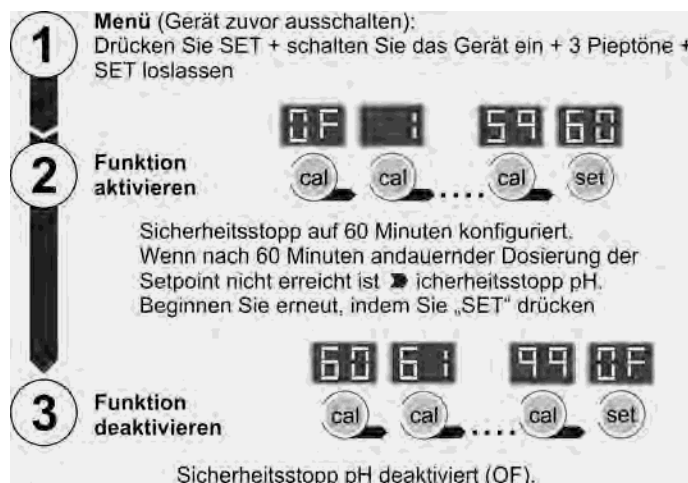 1
Menü (Gerät zuvor ausschalten):
Drücken Sie SET + schalten Sie das Gerät ein + 3 Pieptöne +
SET loslassen
OF 1 59 60
2
Funktion
aktivieren
cal cal .... cal set
Sicherheitsstopp auf 60 Minuten konfiguriert.
Wenn nach 60 Minuten andauernder Dosierung der
Setpoint nicht erreicht ist icherheitsstopp pH.
Beginnen Sie erneut, indem Sie „SET" drücken
60 61 99 OF
3
Funktion
deaktivieren
cal cal .... cal set
Sicherheitsstopp pH deaktiviert (OF).